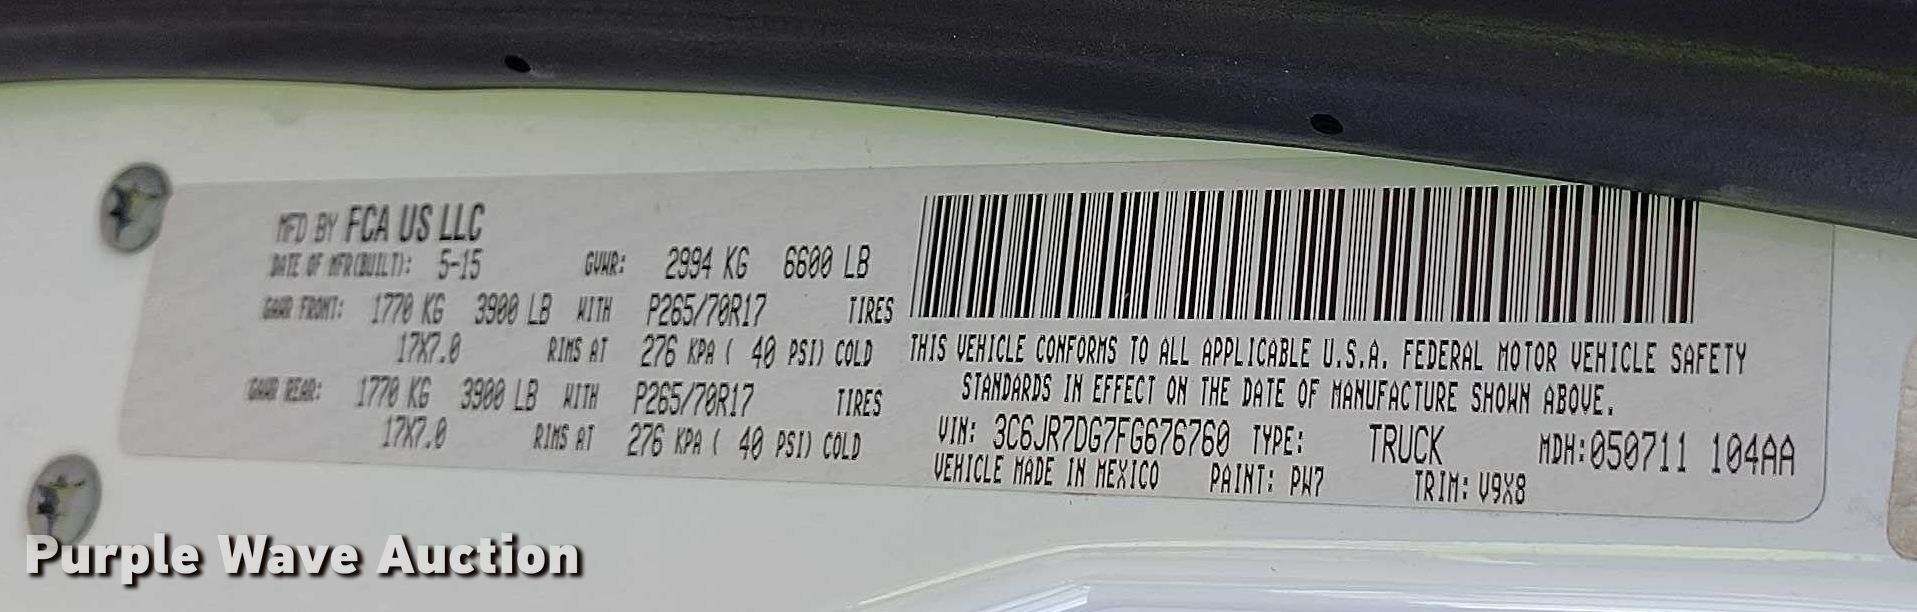 MFD BY FCA US LLC
DATE OF MFR(BUILT): 5-15 GVWR: 2994 KG 6600 LB
GAWR FRONT: 1770 KG 3900 LB WITH P265/70R17 TIRES
17X7.0 RIMS AT 276 KPA ( 40 PSI) COLD
GAWR REAR: 1770 KG 3900 LB WITH P265/70R17 TIRES
17X7.0 RIMS AT 276 KPA ( 40 PSI) COLD
THIS VEHICLE CONFORMS TO ALL APPLICABLE U.S.A. FEDERAL MOTOR VEHICLE SAFETY
STANDARDS IN EFFECT ON THE DATE OF MANUFACTURE SHOWN ABOVE.
VIN: 3C6JR7DG7FG676760 TYPE: TRUCK MDH:050711 104AA
VEHICLE MADE IN MEXICO PAINT: PW7 TRIM: V9X8
Purple Wave Auction